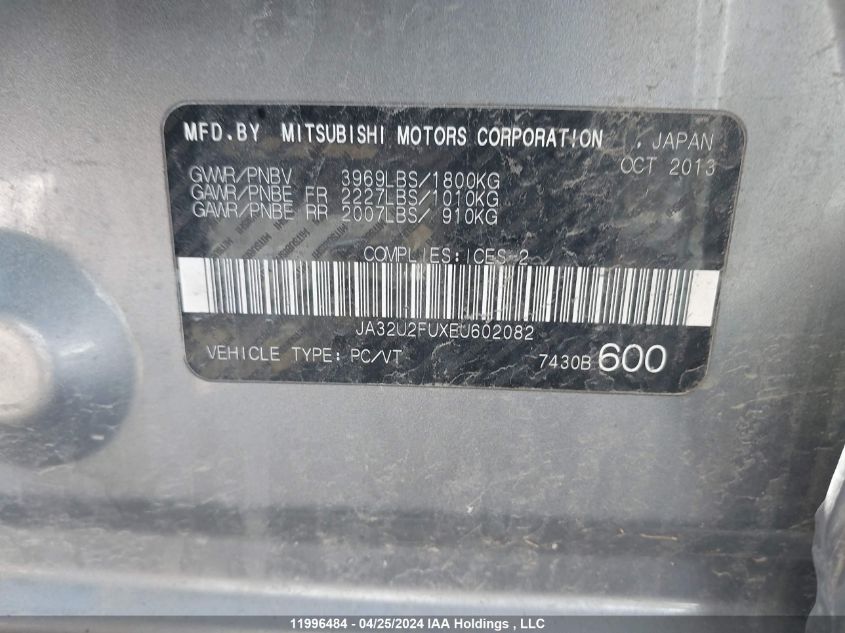 MFD.BY MITSUBISHI MOTORS CORPORATION , JAPAN
OCT 2013
GVWR/PNBV 3969LBS/1800KG
GAWR/PNBE FR 2227LBS/1010KG
GAWR/PNBE RR 2007LBS/ 910KG
COMPLIES:ICES-2
JA32U2FUXEU602082
VEHICLE TYPE: PC/VT 7430B 600
11996484 - 04/25/2024 IAA Holdings , LLC